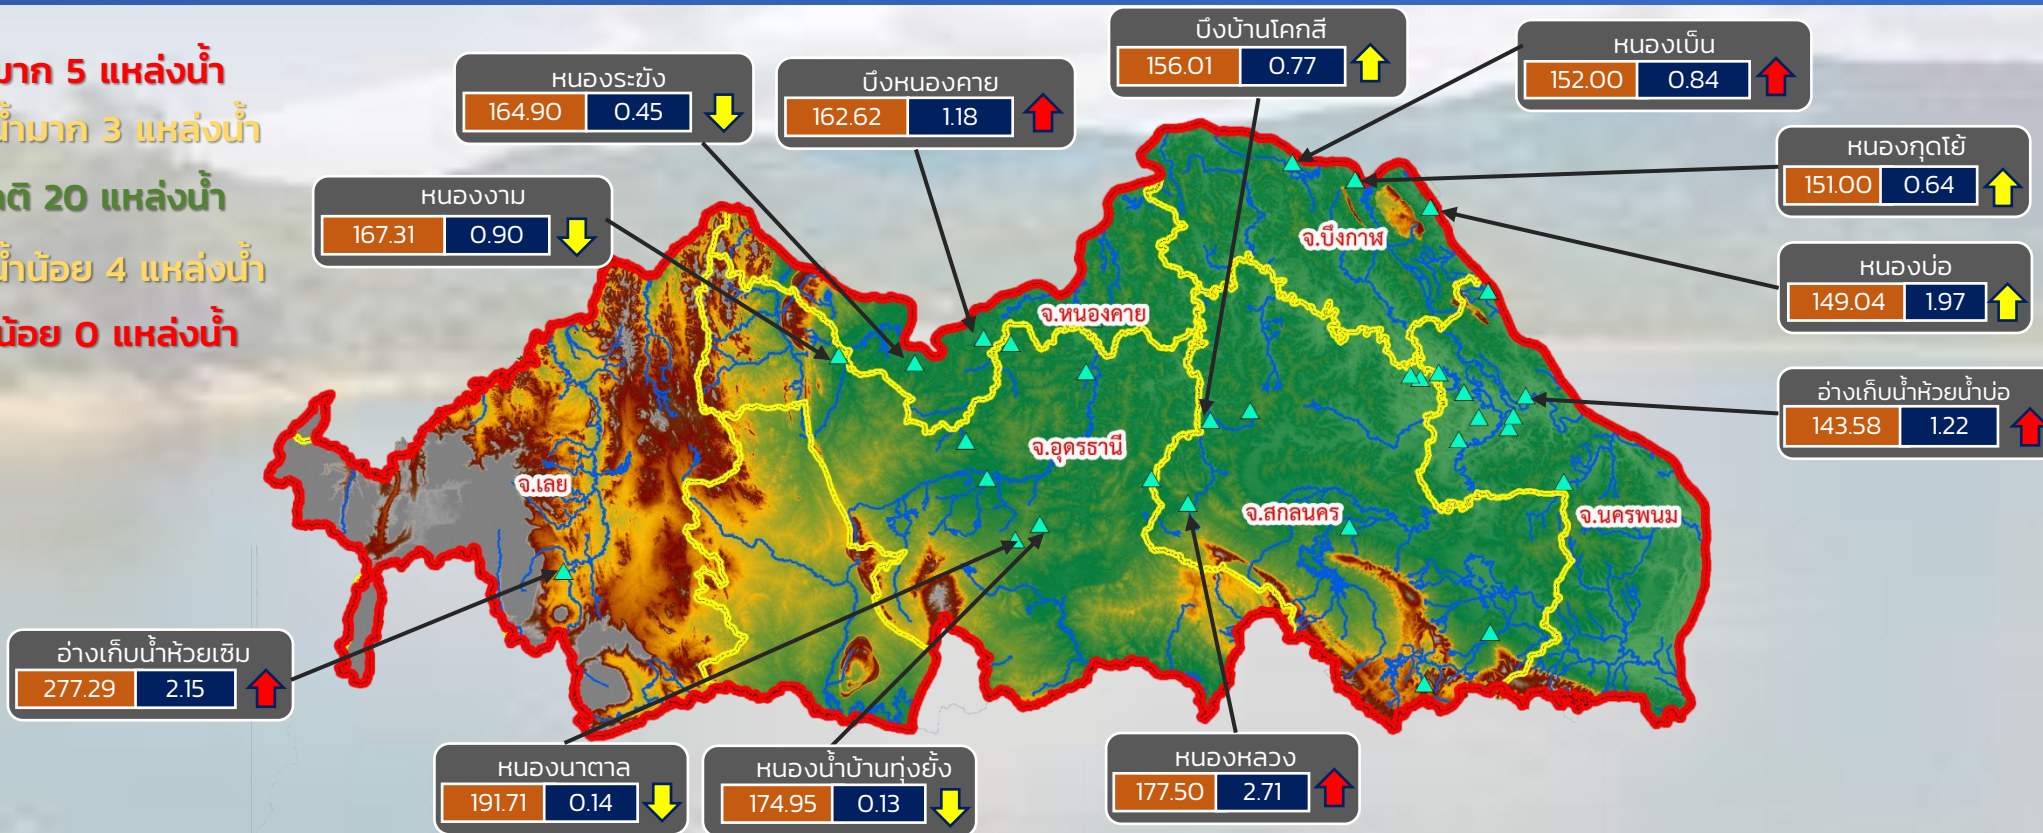 มาก 5 แหล่งน้ำ
น้ำมาก 3 แหล่งน้ำ
20 แหล่งน้ำ
น้ำน้อย 4 แหล่งน้ำ
น้อย 0 แหล่งน้ำ
หนองระฆัง
164.90 0.45
บึงหนองคาย
162.62 1.18
บึงบ้านโคกสี
156.01 0.77
หนองเบ็น
152.00 0.84
หนองกุดโย้
151.00 0.64
หนองงาม
167.31 0.90
หนองบ่อ
149.04 1.97
อ่างเก็บน้ำห้วยน้ำบ่อ
143.58 1.22
จ.บึงกาฬ
จ.หนองคาย
จ.อุดรธานี
จ.เลย
จ.สกลนคร
จ.นครพนม
อ่างเก็บน้ำห้วยเซิม
277.29 2.15
หนองนาตาล
191.71 0.14
หนองน้ำบ้านทุ่งยั้ง
174.95 0.13
หนองหลวง
177.50 2.71